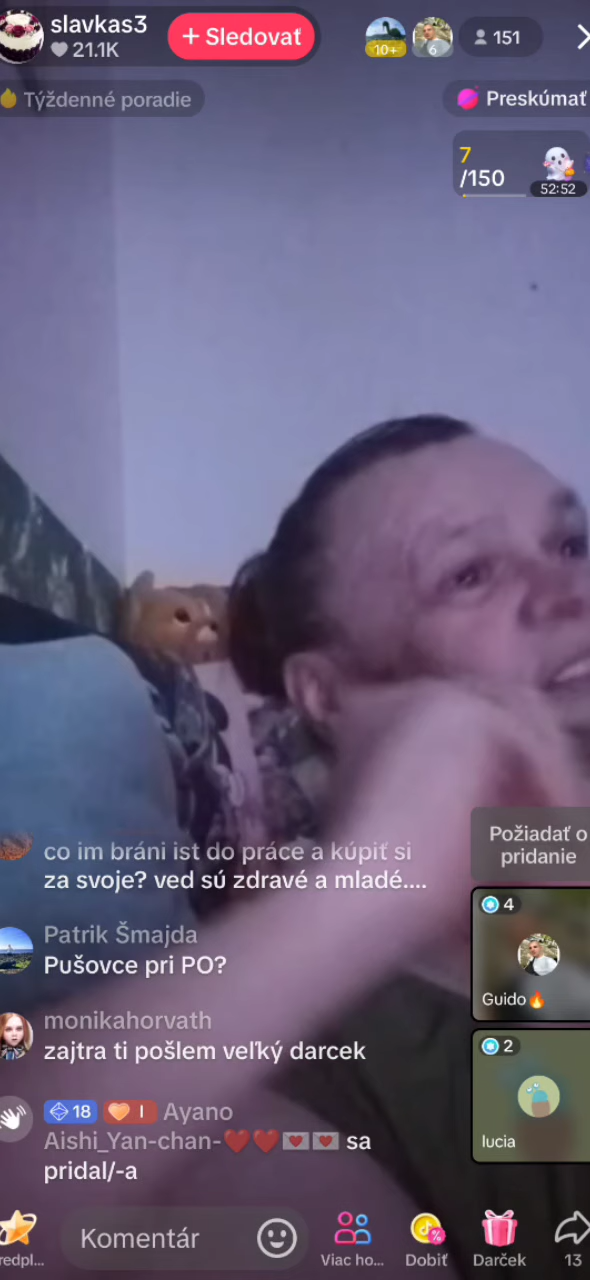 slavkas3
21.1K
+ Sledovať
10+
6
151
Týždenné poradie
Preskúmať
7
/150
52:52
co im bráni ist do práce a kúpiť si
za svoje? ved sú zdravé a mladé....
Patrik Šmajda
Pušovce pri PO?
monikahorvath
zajtra ti pošlem veľký darcek
18 I Ayano
Aishi_Yan-chan-❤️❤️💌💌 sa
pridal/-a
Požiadať o
pridanie
4
Guido🔥
2
lucia
redpl...
Komentár
Viac ho...
Dobiť
Darček
13